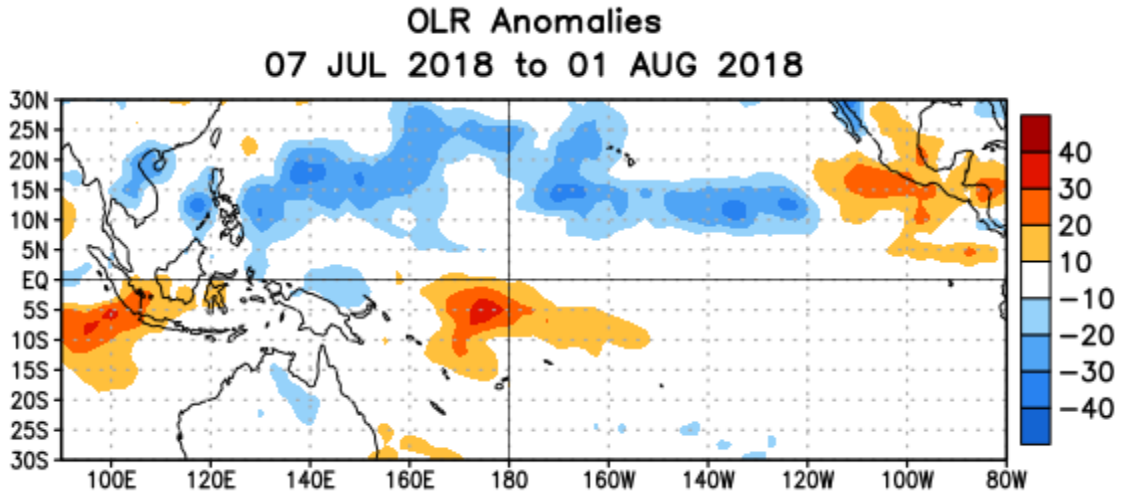 OLR Anomalies
07 JUL 2018 to 01 AUG 2018
30N
25N
20N
15N
10N
5N
EQ
5S
10S
15S
20S
25S
30S
100E 120E 140E 160E 180 160W 140W 120W 100W 80W
40
30
20
10
-10
-20
-30
-40